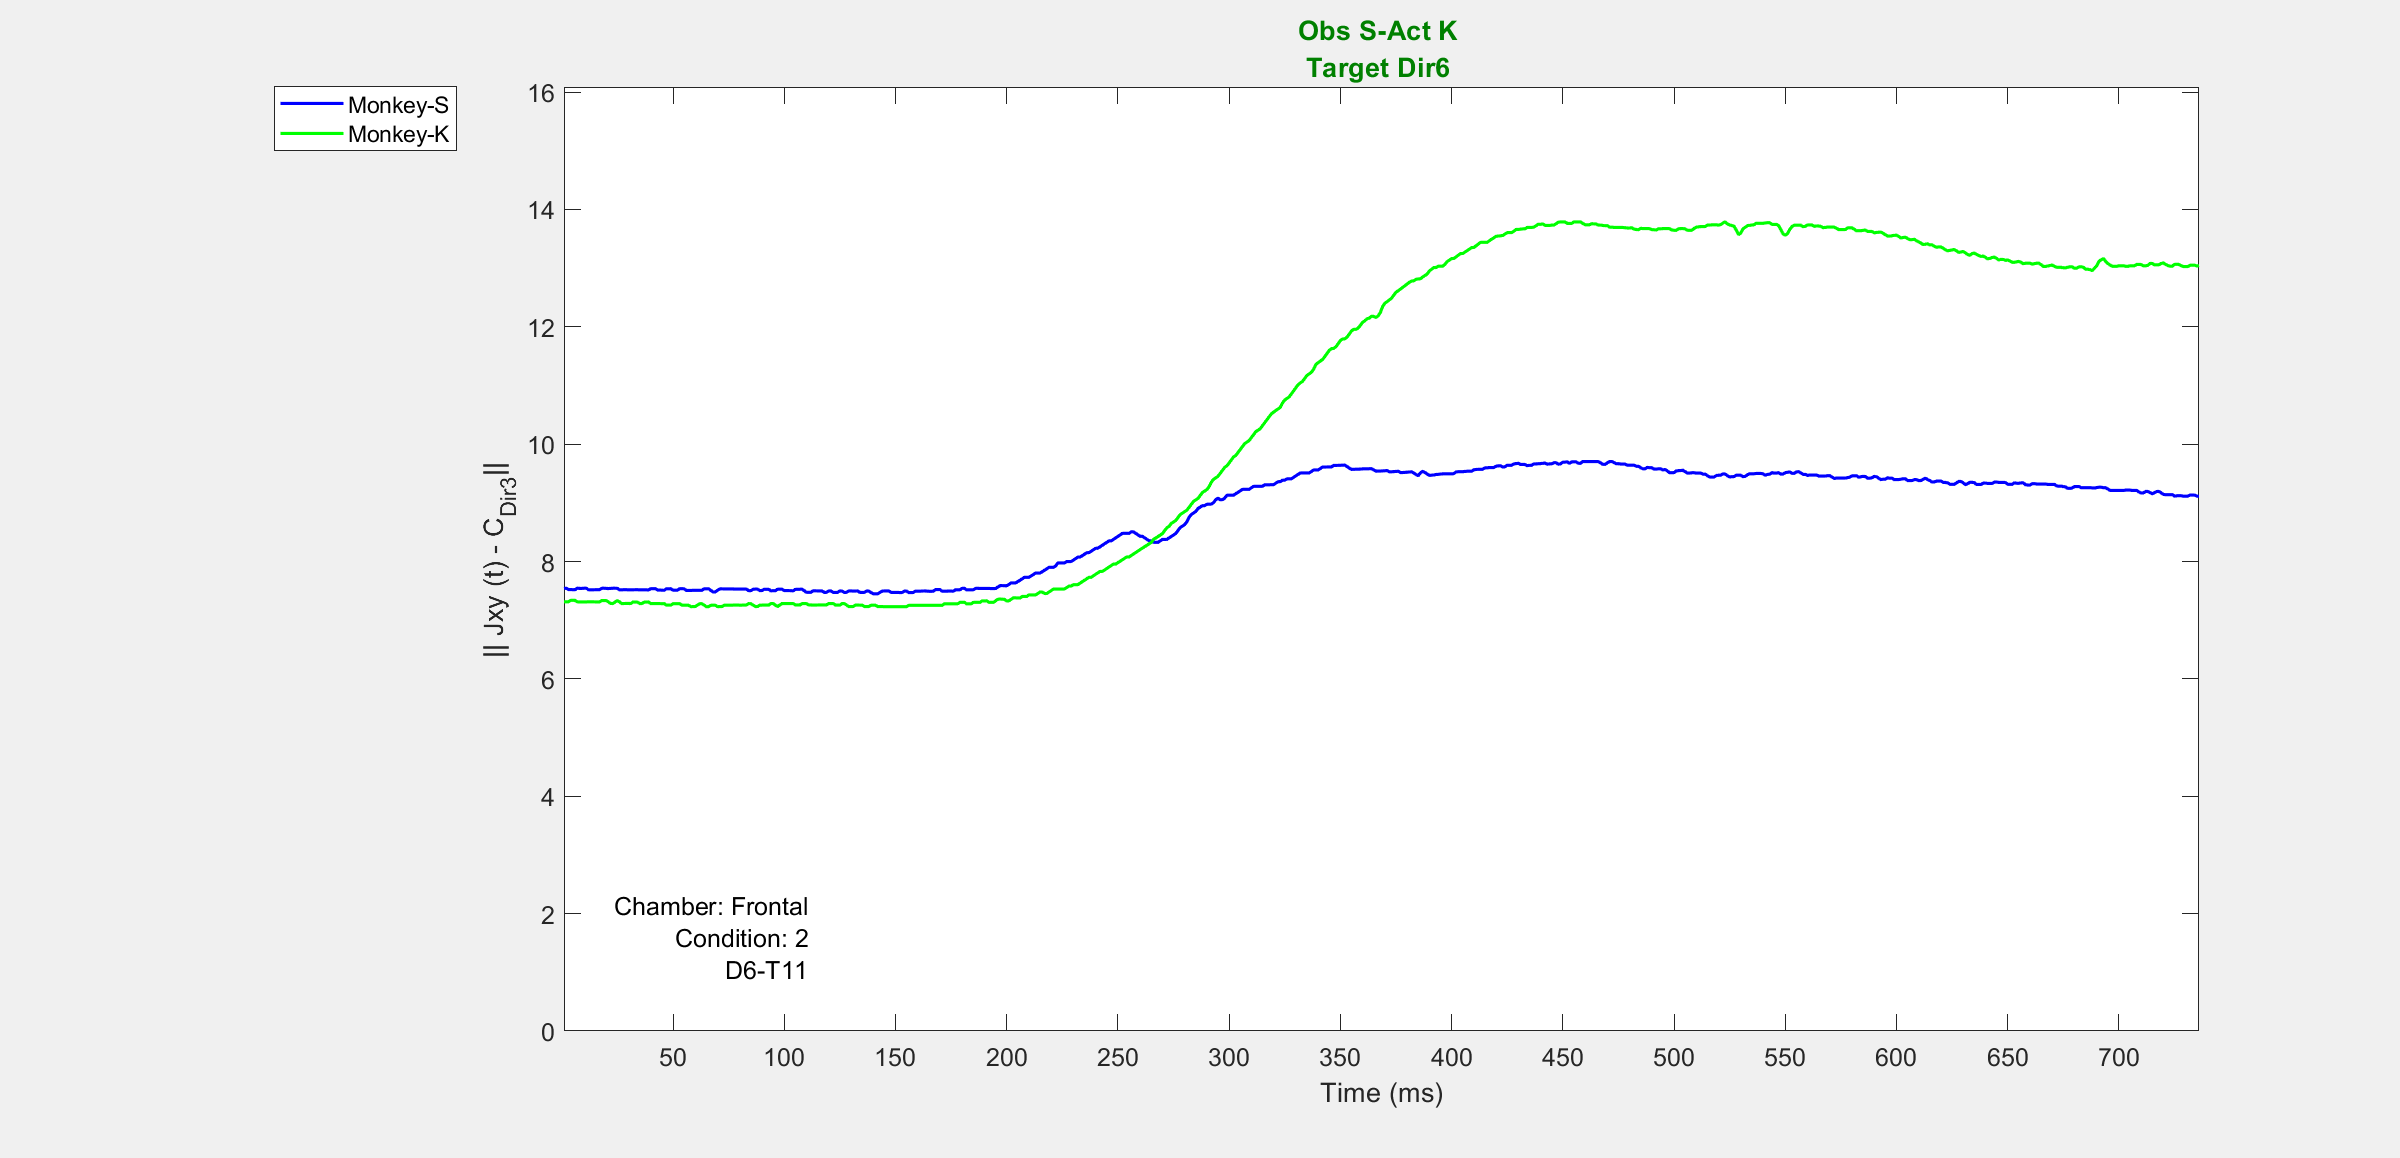 Obs S-Act K
Target Dir6
Monkey-S
Monkey-K
16
14
12
10
8
6
4
2
0
|| Jxy (t) - C_Dir3||
Chamber: Frontal
Condition: 2
D6-T11
50 100 150 200 250 300 350 400 450 500 550 600 650 700
Time (ms)